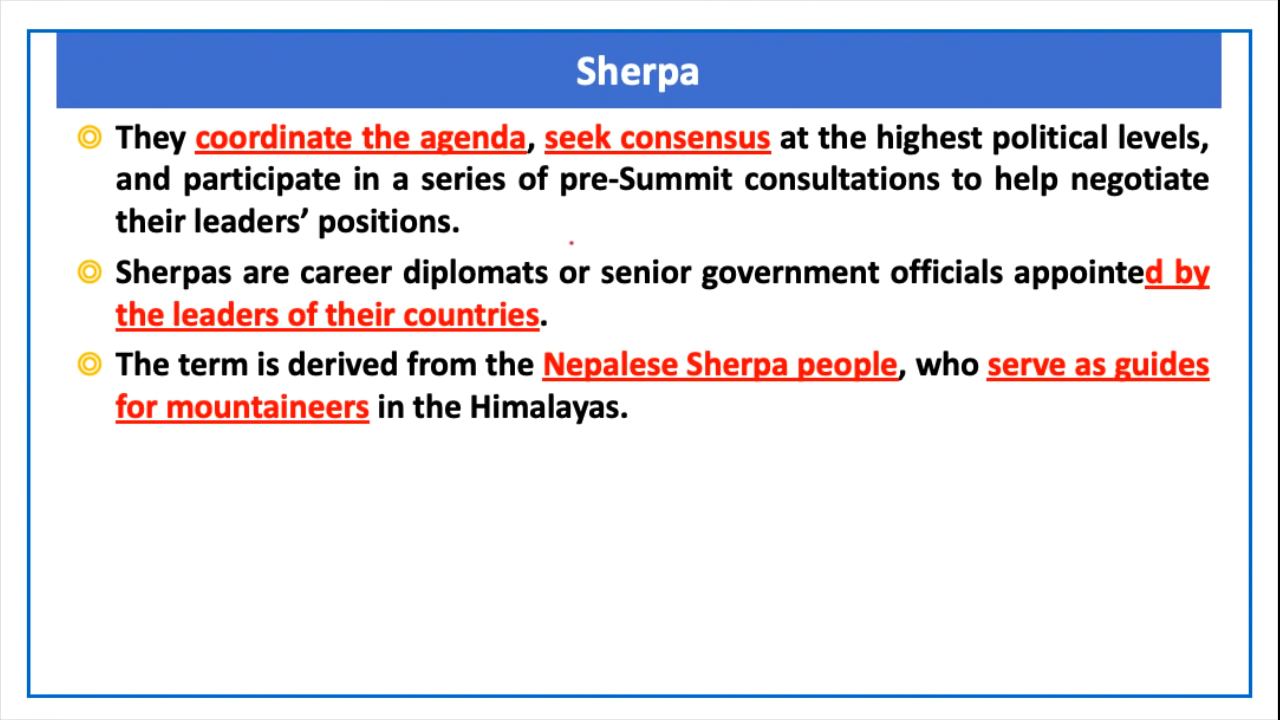 Sherpa
They coordinate the agenda, seek consensus at the highest political levels,
and participate in a series of pre-Summit consultations to help negotiate
their leaders’ positions.
Sherpas are career diplomats or senior government officials appointed by
the leaders of their countries.
The term is derived from the Nepalese Sherpa people, who serve as guides
for mountaineers in the Himalayas.